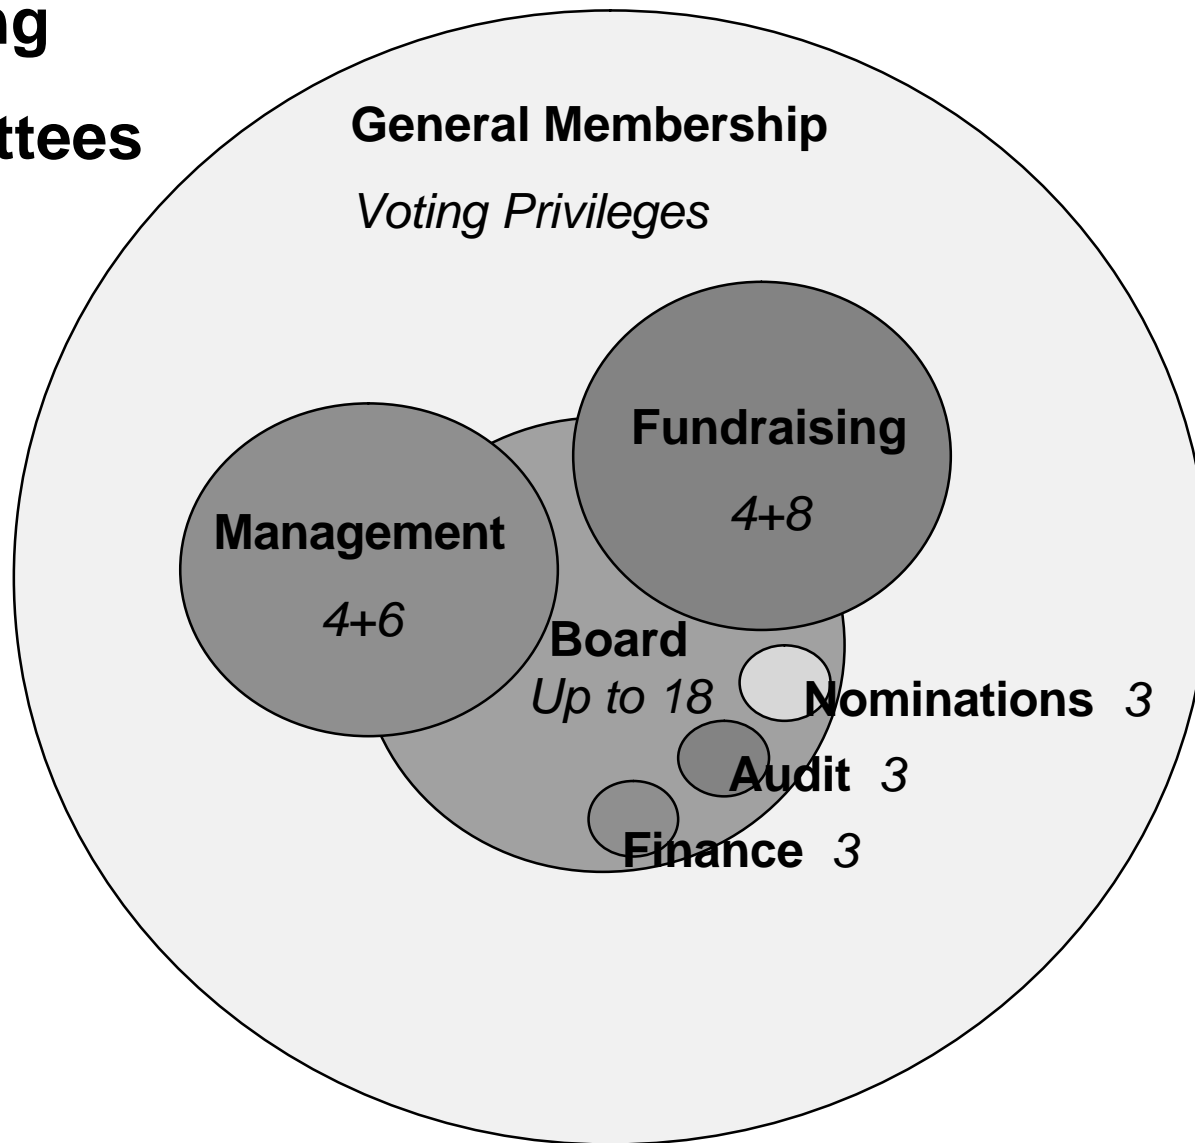 ng
ttees
General Membership
Voting Privileges
Fundraising
4+8
Management
4+6
Board
Up to 18
Nominations 3
Audit 3
Finance 3